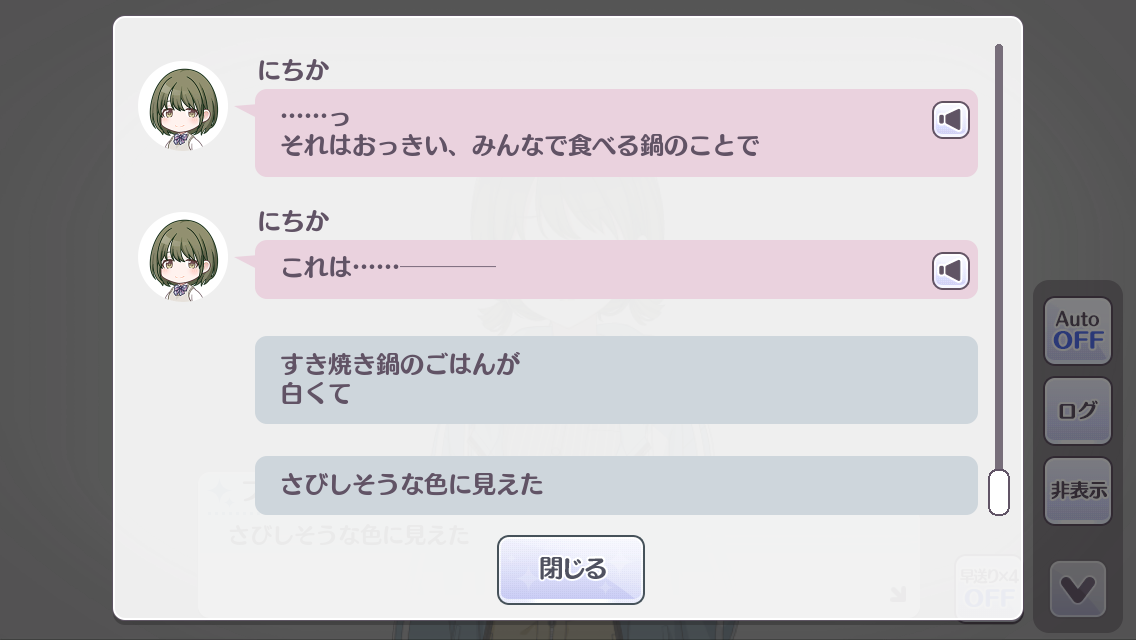 にちか
……っ
それはおっきい、みんなで食べる鍋のことで
にちか
これは……――――
すき焼き鍋のごはんが
白くて
さびしそうな色に見えた
さびしそうな色に見えた
閉じる
Auto
OFF
ログ
非表示
早送り×4
OFF